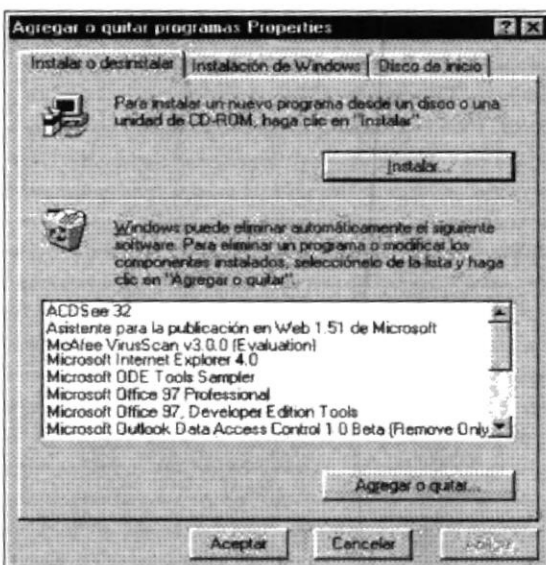 Agregar o quitar programas Properties
Instalar o desinstalar
Instalación de Windows
Disco de inicio
Para instalar un nuevo programa desde un disco o una
unidad de CD-ROM, haga clic en "Instalar".
Instalar...
Windows puede eliminar automáticamente el siguiente
software. Para eliminar un programa o modificar los
componentes instalados, selecciónelo de la lista y haga
clic en "Agregar o quitar".
ACDSee 32
Asistente para la publicación en Web 1.51 de Microsoft
McAfee VirusScan v3.0.0 (Evaluation)
Microsoft Internet Explorer 4.0
Microsoft ODE Tools Sampler
Microsoft Office 97 Professional
Microsoft Office 97, Developer Edition Tools
Microsoft Outlook Data Access Control 1.0 Beta (Remove Only
Agregar o quitar...
Aceptar
Cancelar